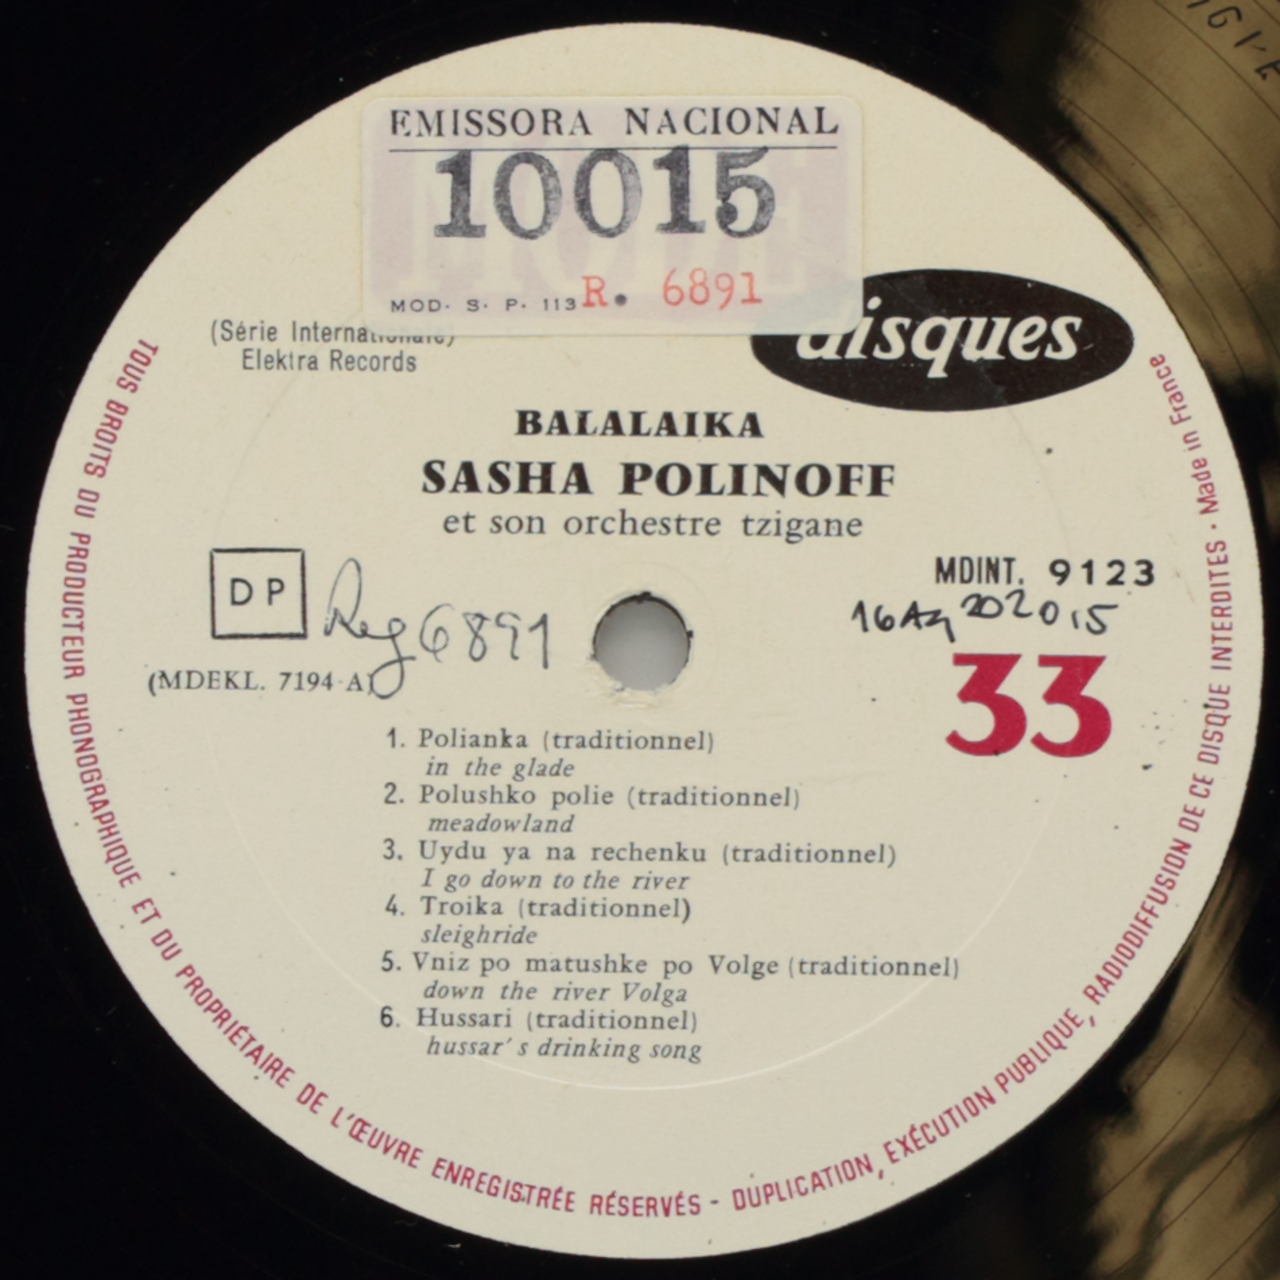 EMISSORA NACIONAL
10015
MOD. S. P. 113 R. 6891
(Série Internationale)
Elektra Records
disques
BALALAIKA
SASHA POLINOFF
et son orchestre tzigane
DP
Reg 6891
MDINT. 9123
(MDEKL. 7194-A)
33
1. Polianka (traditionnel)
in the glade
2. Polushko polie (traditionnel)
meadowland
3. Uydu ya na rechenku (traditionnel)
I go down to the river
4. Troika (traditionnel)
sleighride
5. Vniz po matushke po Volge (traditionnel)
down the river Volga
6. Hussari (traditionnel)
hussar's drinking song
TOUS DROITS DU PRODUCTEUR PHONOGRAPHIQUE ET DU PROPRIÉTAIRE DE L'ŒUVRE ENREGISTRÉE RÉSERVÉS - DUPLICATION, EXÉCUTION PUBLIQUE, RADIODIFFUSION DE CE DISQUE INTERDITES · Made in France